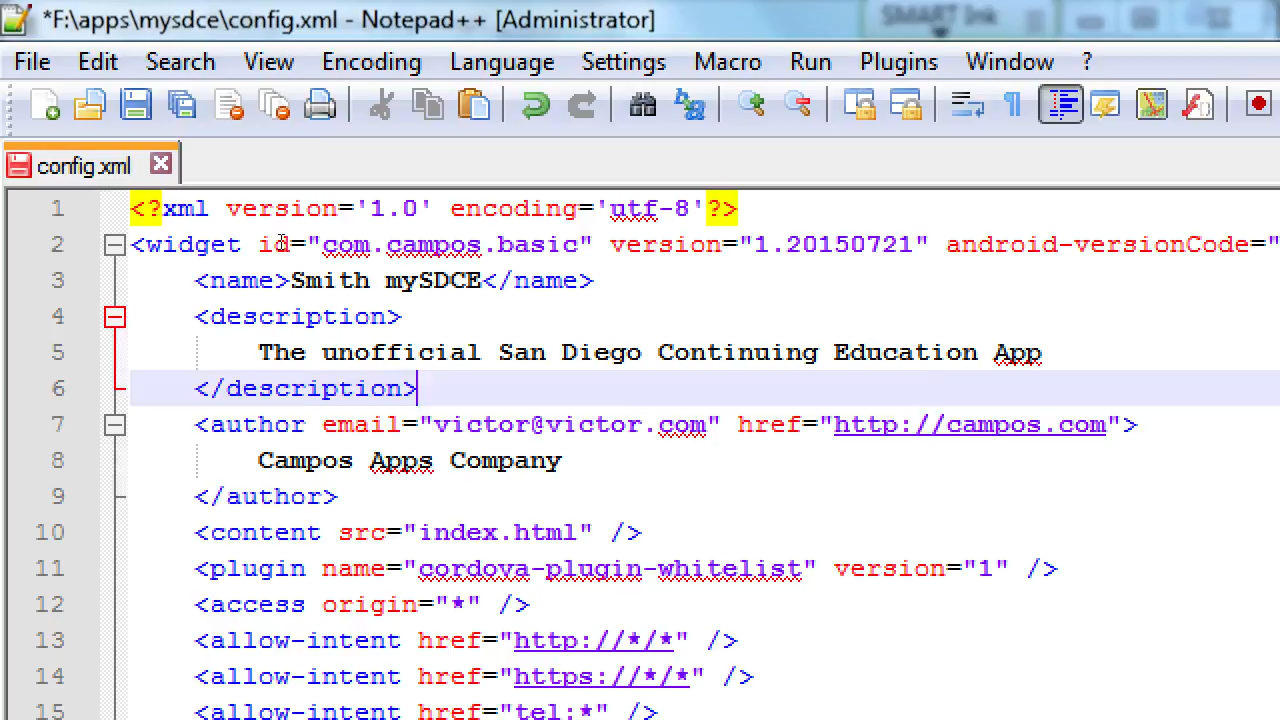 *F:\apps\mysdce\config.xml - Notepad++ [Administrator]
SMART Ink
File Edit Search View Encoding Language Settings Macro Run Plugins Window ?
config.xml
1 <?xml version='1.0' encoding='utf-8'?>
2 <widget id="com.campos.basic" version="1.20150721" android-versionCode="
3 <name>Smith mySDCE</name>
4 <description>
5 The unofficial San Diego Continuing Education App
6 </description>
7 <author email="victor@victor.com" href="http://campos.com">
8 Campos Apps Company
9 </author>
10 <content src="index.html" />
11 <plugin name="cordova-plugin-whitelist" version="1" />
12 <access origin="*" />
13 <allow-intent href="http://*/*" />
14 <allow-intent href="https://*/*" />
15 <allow-intent href="tel:*" />